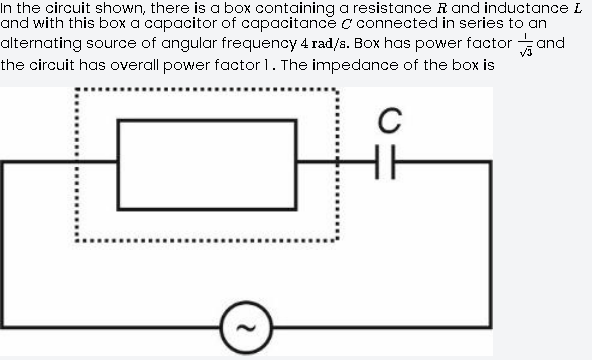 In the circuit shown, there is a box containing a resistance R and inductance L
and with this box a capacitor of capacitance C connected in series to an
alternating source of angular frequency 4 rad/s. Box has power factor 1/√3 and
the circuit has overall power factor 1. The impedance of the box is
C
~